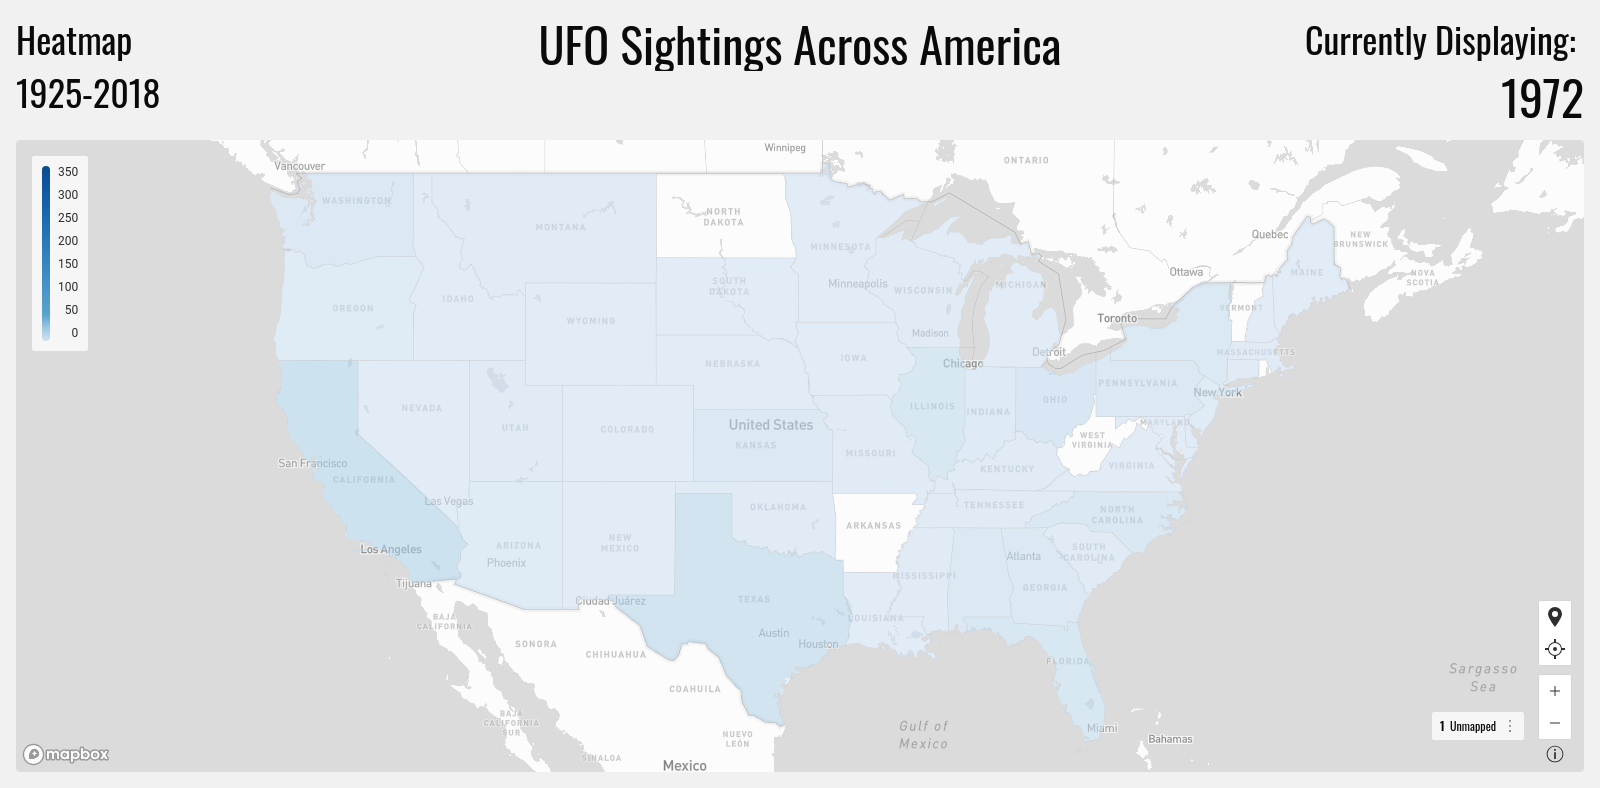 Heatmap
1925-2018
UFO Sightings Across America
Currently Displaying:
1972
350
300
250
200
150
100
50
0
Vancouver
Winnipeg
ONTARIO
WASHINGTON
MONTANA
NORTH
DAKOTA
MINNESOTA
Quebec
NEW
BRUNSWICK
Ottawa
MAINE
NOVA
SCOTIA
OREGON
IDAHO
SOUTH
DAKOTA
Minneapolis
WISCONSIN
MICHIGAN
VERMONT
Toronto
WYOMING
Madison
Detroit
MASSACHUSETTS
NEBRASKA
IOWA
Chicago
PENNSYLVANIA
New York
NEVADA
UTAH
COLORADO
United States
KANSAS
ILLINOIS
INDIANA
OHIO
MARYLAND
WEST
VIRGINIA
San Francisco
CALIFORNIA
MISSOURI
KENTUCKY
VIRGINIA
Las Vegas
OKLAHOMA
TENNESSEE
NORTH
CAROLINA
ARKANSAS
Los Angeles
ARIZONA
Phoenix
NEW
MEXICO
Atlanta
SOUTH
CAROLINA
Tijuana
MISSISSIPPI
GEORGIA
Ciudad Juárez
TEXAS
BAJA
CALIFORNIA
LOUISIANA
Austin
Houston
SONORA
CHIHUAHUA
FLORIDA
Sargasso
Sea
COAHUILA
BAJA
CALIFORNIA
SUR
Gulf of
Mexico
Miami
Bahamas
NUEVO
LEÓN
SINALOA
Mexico
1 Unmapped
mapbox